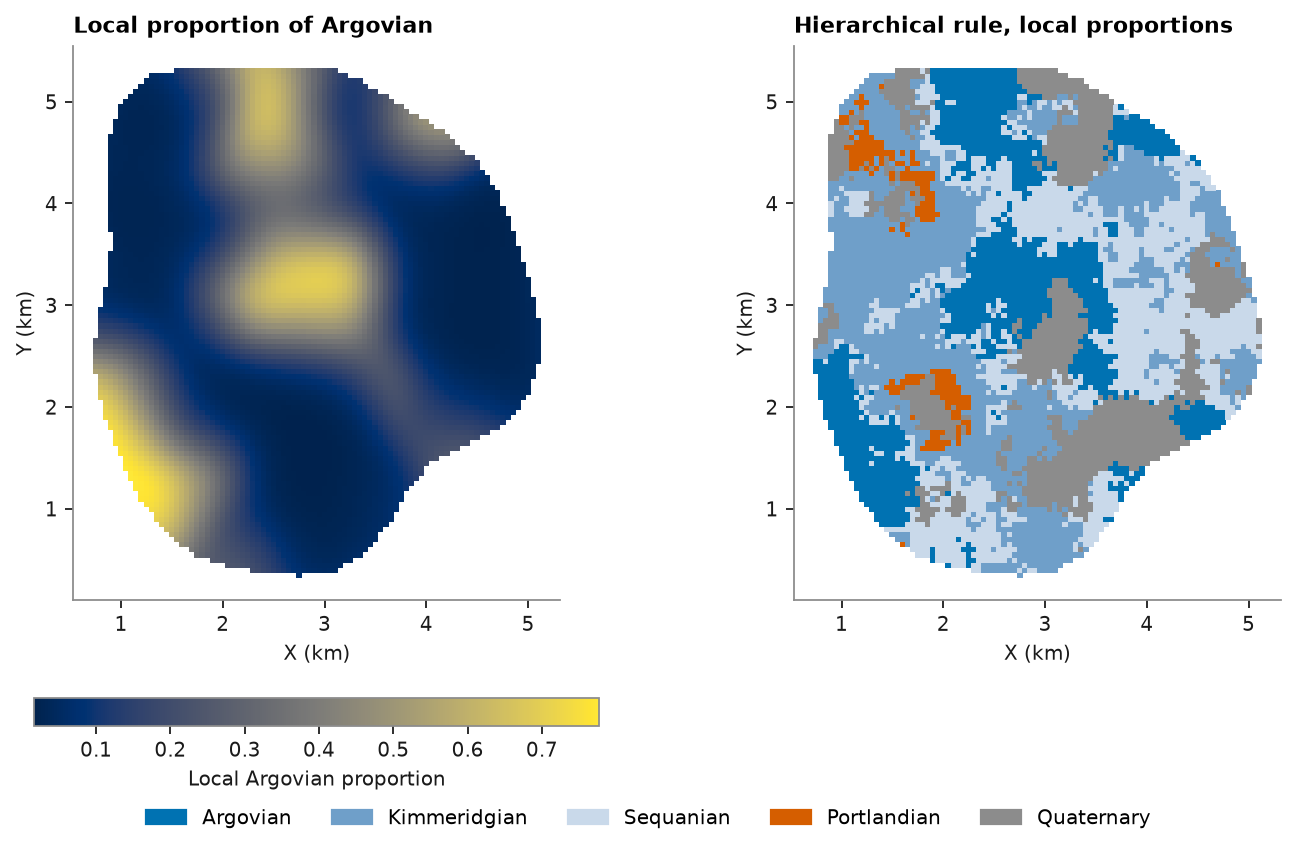 Local proportion of Argovian
Hierarchical rule, local proportions
5
4
3
2
1
Y (km)
1 2 3 4 5
X (km)
5
4
3
2
1
Y (km)
1 2 3 4 5
X (km)
0.1 0.2 0.3 0.4 0.5 0.6 0.7
Local Argovian proportion
Argovian Kimmeridgian Sequanian Portlandian Quaternary